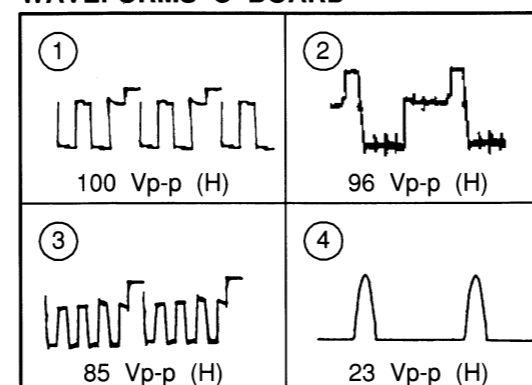 WAVEFORMS C BOARD
1
2
100 Vp-p (H)
96 Vp-p (H)
3
4
85 Vp-p (H)
23 Vp-p (H)